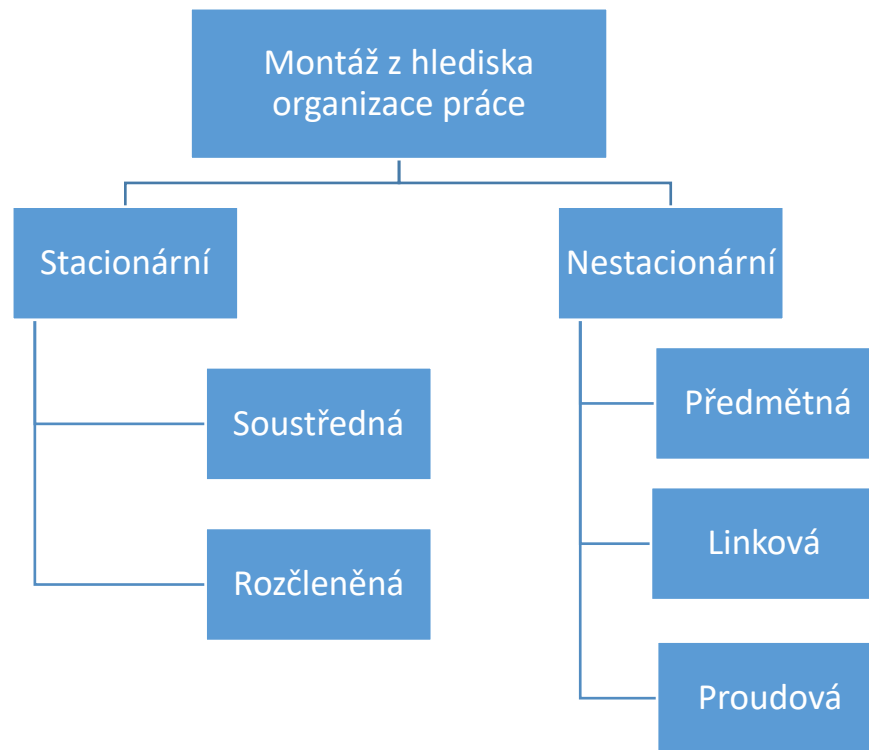 Montáž z hlediska
organizace práce
Stacionární
Nestacionární
Soustředná
Rozčleněná
Předmětná
Linková
Proudová